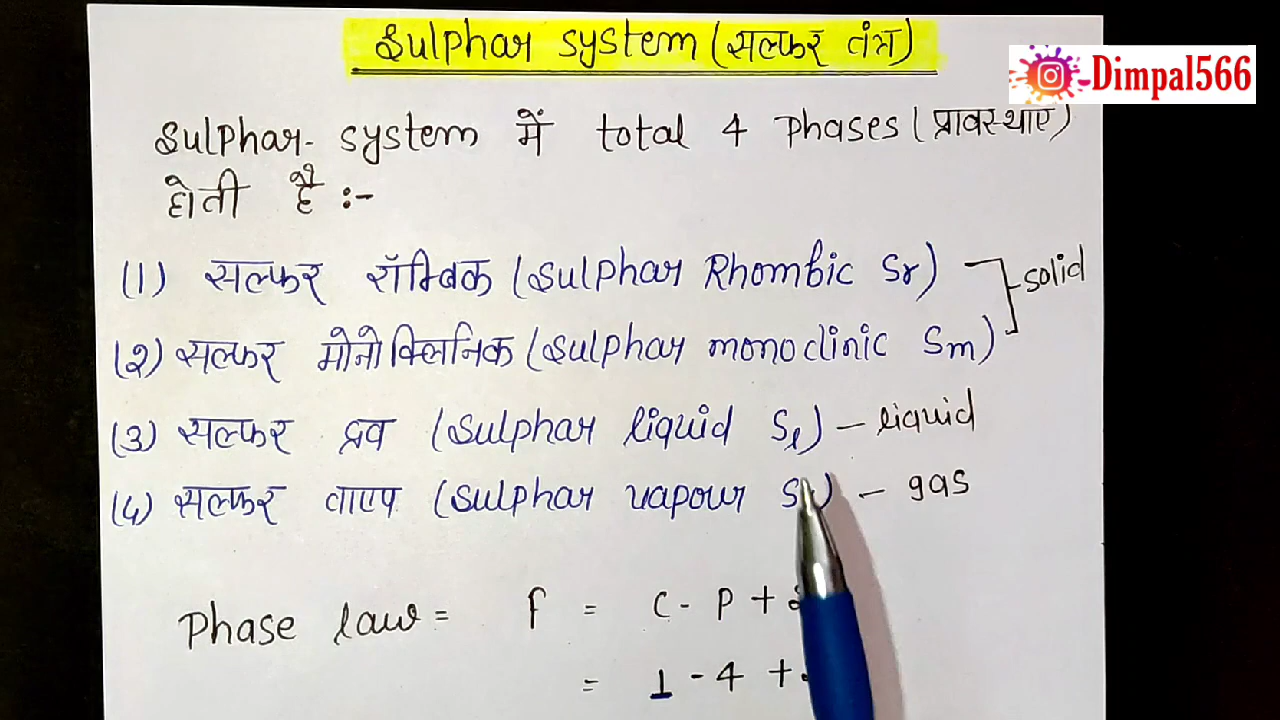 Sulphar system (सल्फर तंत्र)
Dimpal566
Sulphar system में total 4 Phases (प्रावस्थाएं)
होती हैं :-
(1) सल्फर रॉम्बिक (Sulphar Rhombic Sr) solid
(2) सल्फर मोनोक्लिनिक (Sulphar monoclinic Sm)
(3) सल्फर द्रव (Sulphar liquid Sl) – liquid
(4) सल्फर वाष्प (Sulphar vapour Sv) – gas
Phase law = f = C - P + 2
= 1 - 4 +